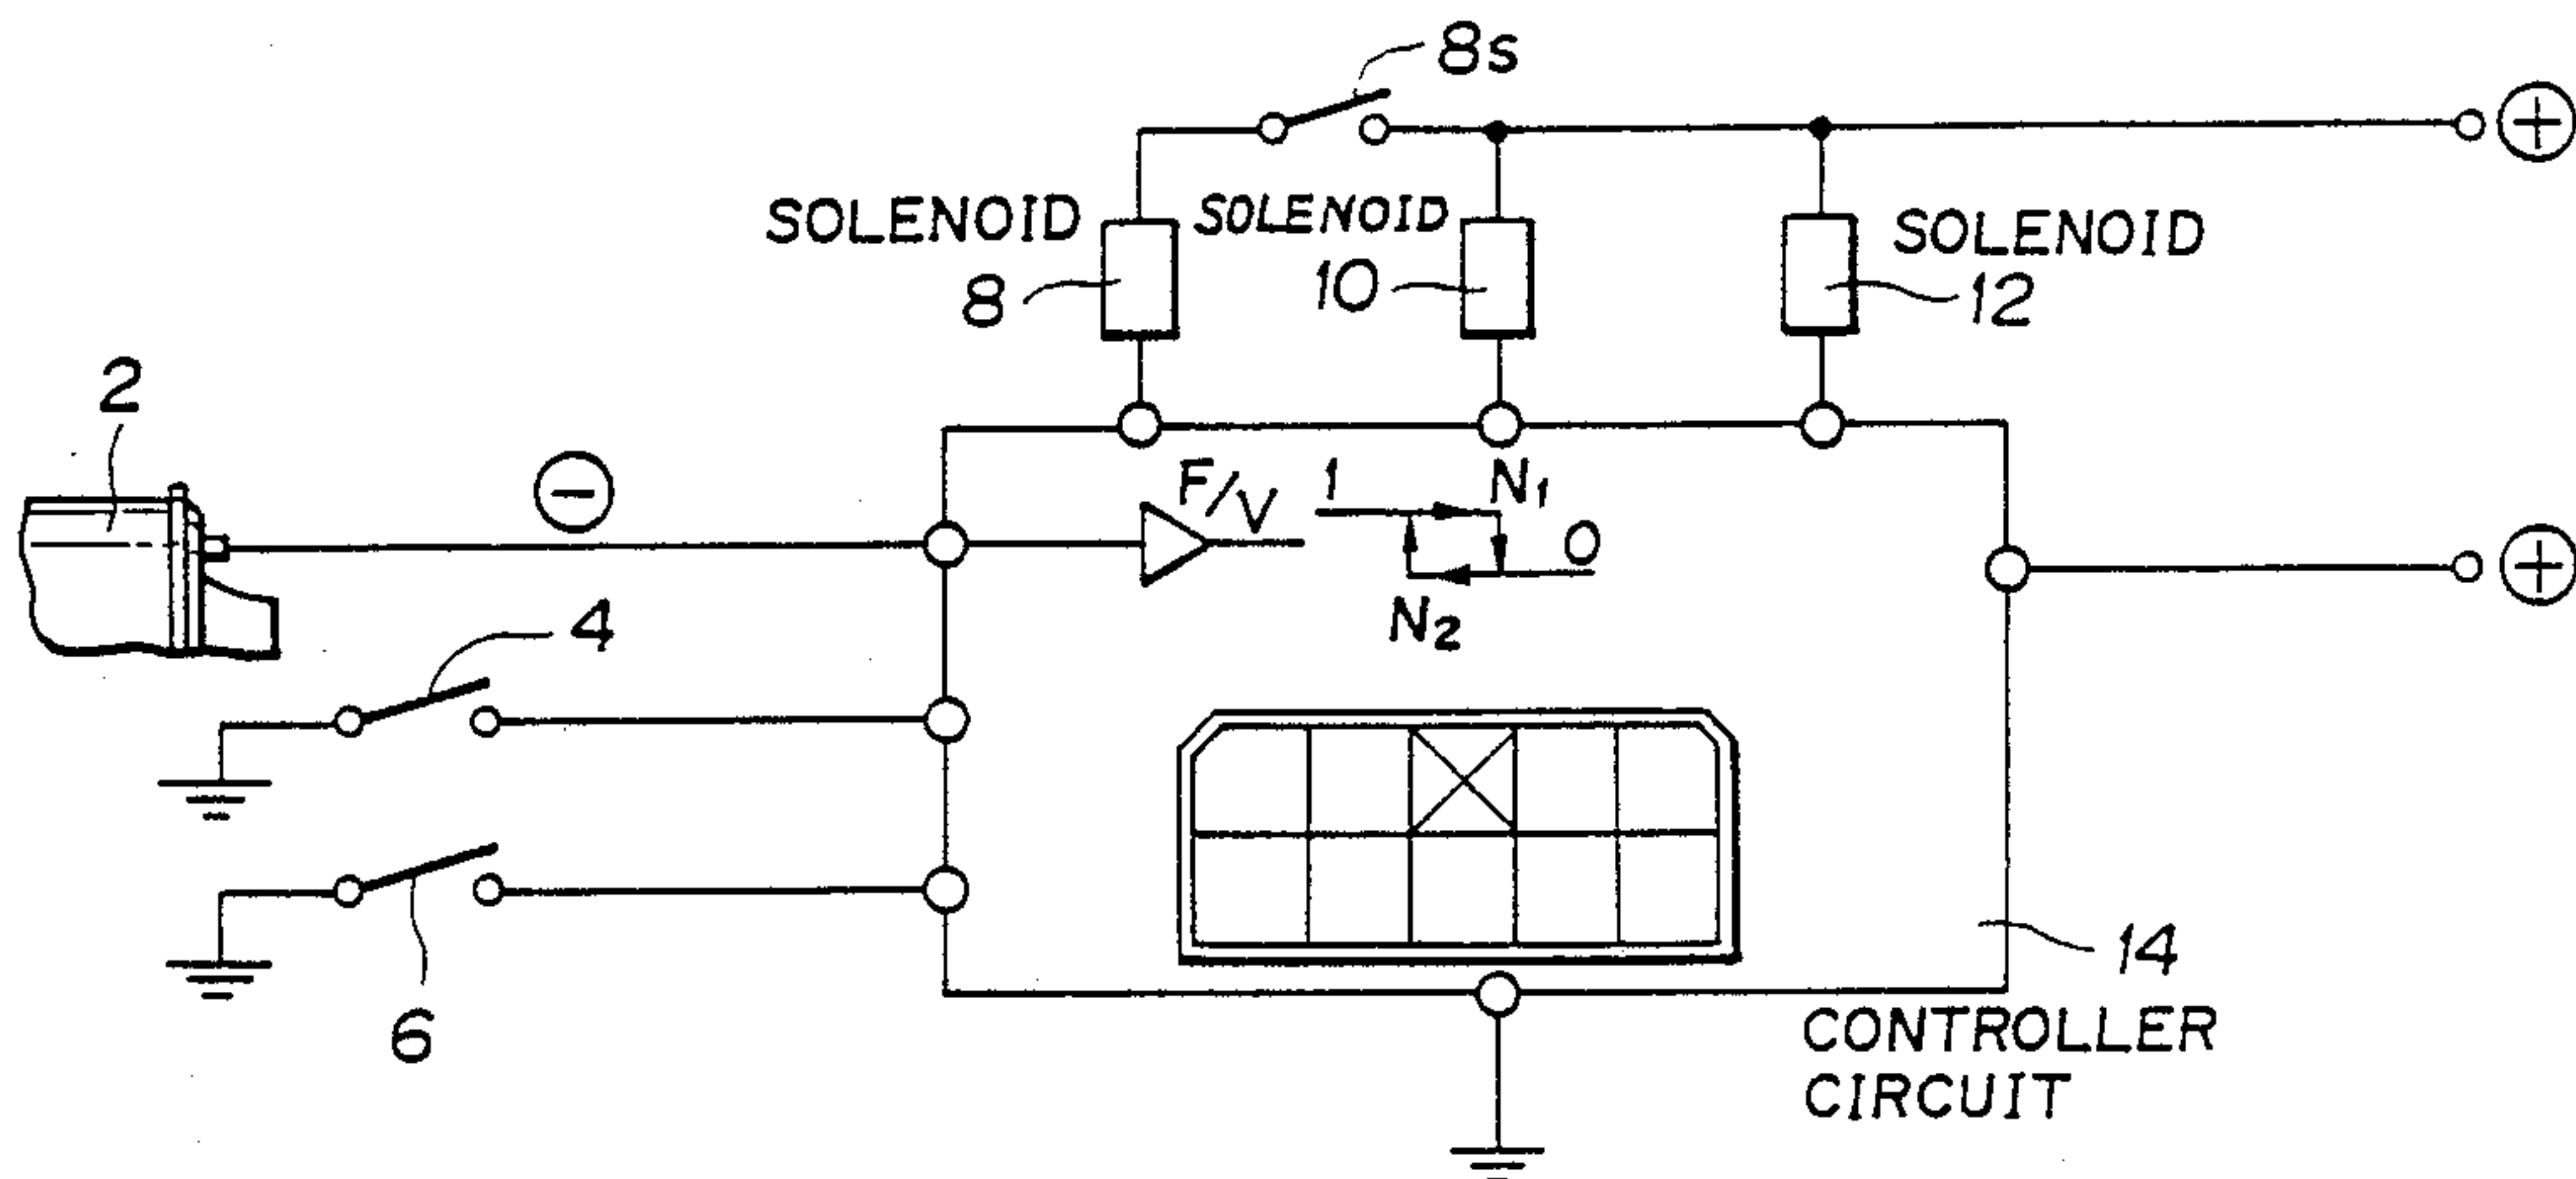 8s
⊕
SOLENOID
8
SOLENOID
10
SOLENOID
12
2
⊖
F/V
1
N1
0
N2
⊕
4
6
14
CONTROLLER
CIRCUIT